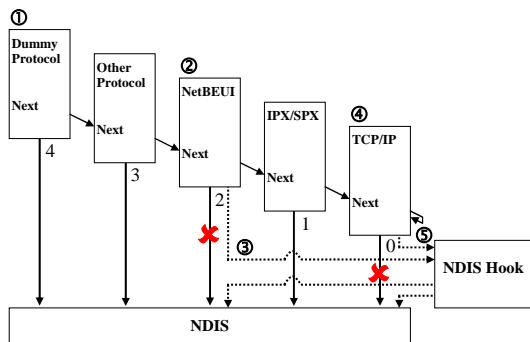 ①
Dummy
Protocol
Next
4
Other
Protocol
Next
3
②
NetBEUI
Next
2
③
IPX/SPX
Next
1
④
TCP/IP
Next
0
⑤
NDIS Hook
NDIS